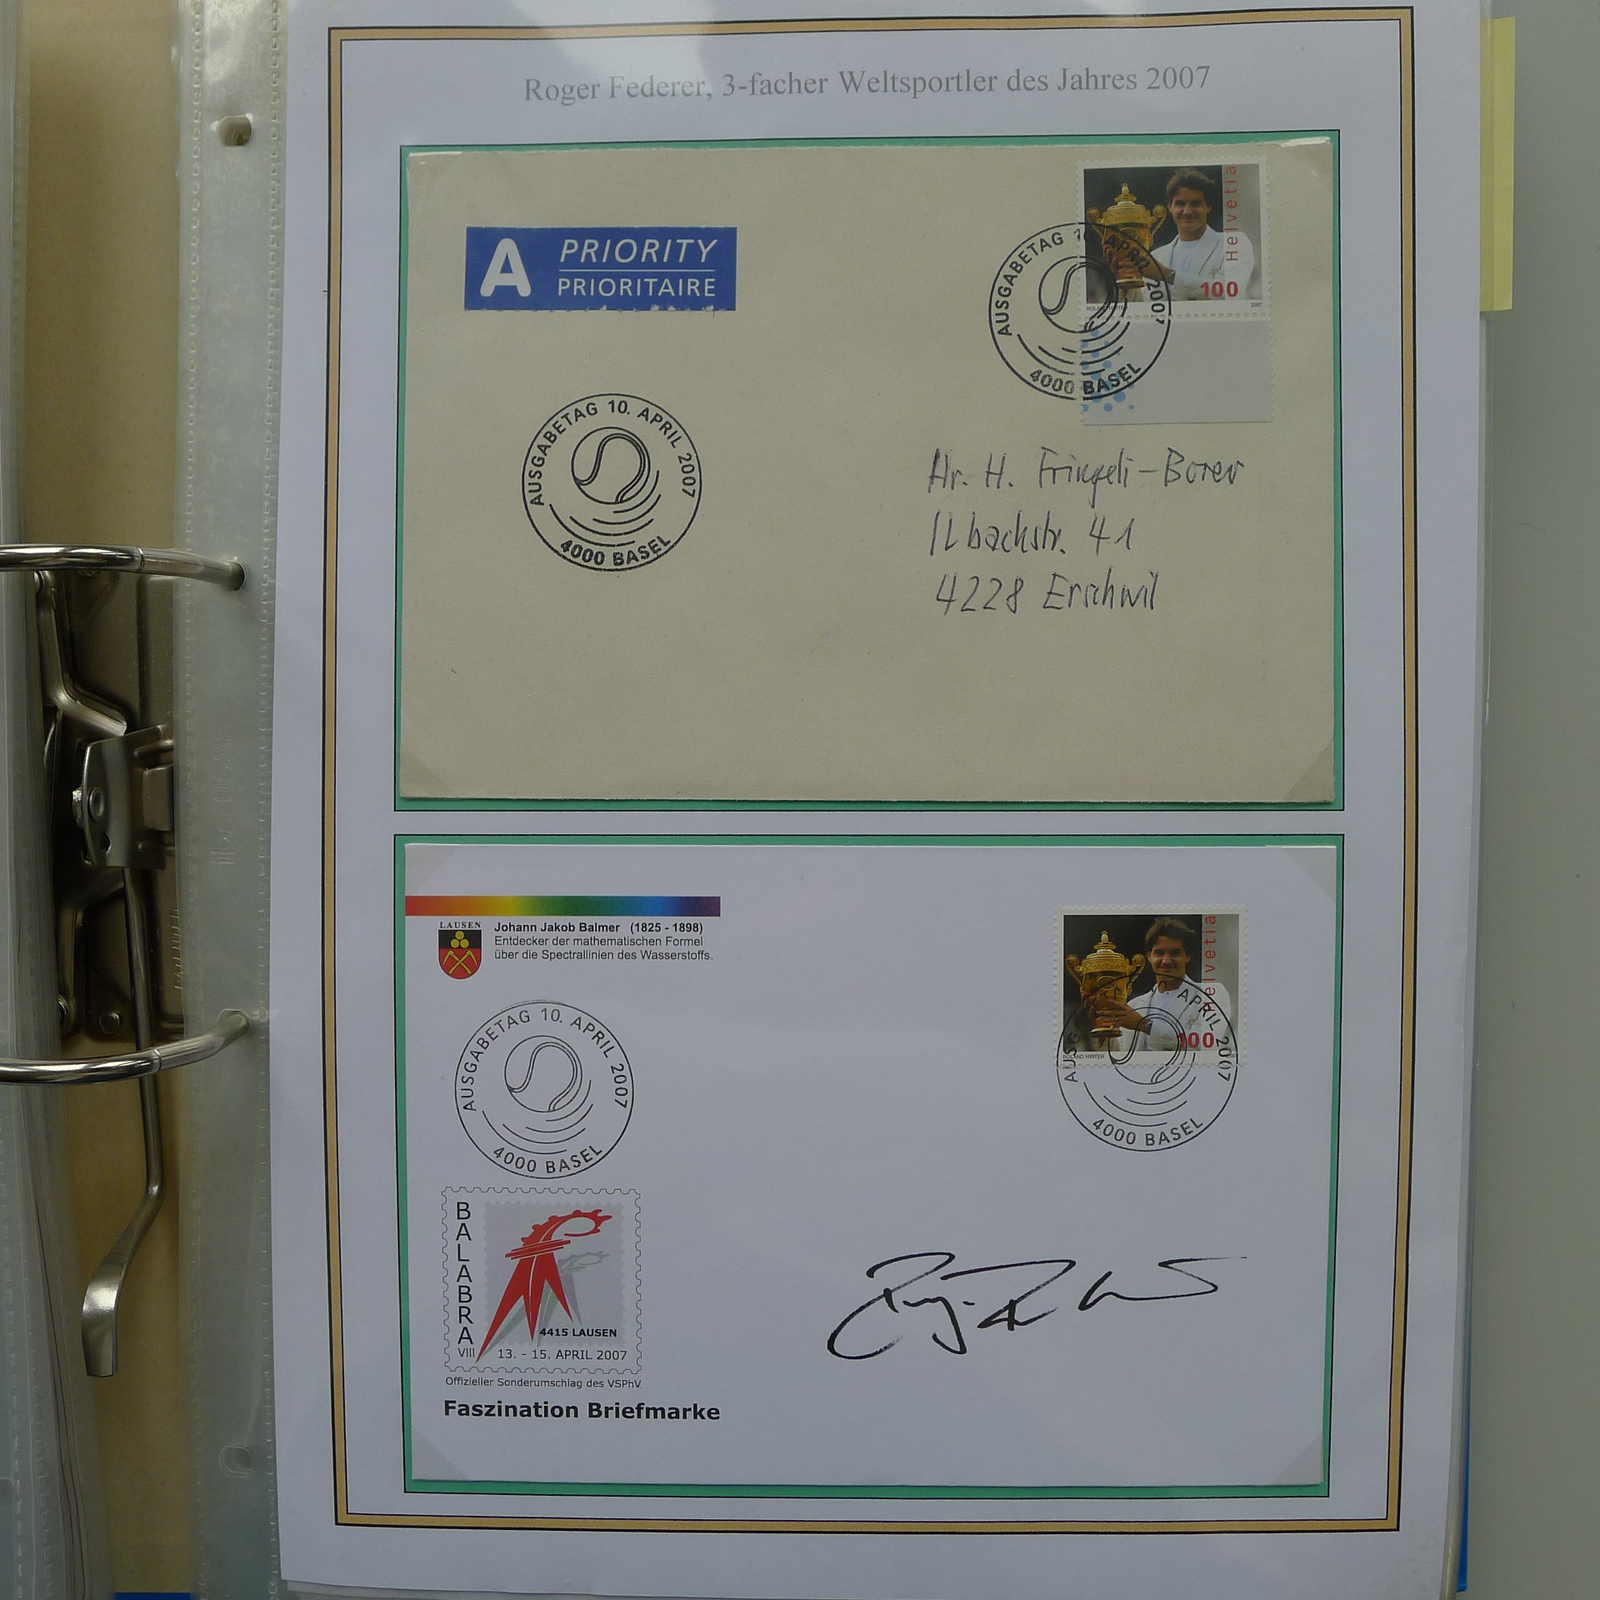 Roger Federer, 3-facher Weltsportler des Jahres 2007
A PRIORITY
PRIORITAIRE
Helvetia
100
2007
AUSGABETAG 10. APRIL 2007
4000 BASEL
AUSGABETAG 10. APRIL 2007
4000 BASEL
Hr. H. Fringeli-Borer
Ilbachstr. 41
4228 Erschwil
LAUSEN
Johann Jakob Balmer (1825 - 1898)
Entdecker der mathematischen Formel
über die Spectrallinien des Wasserstoffs.
Helvetia
100
ROLAND HIRTER
AUSGABETAG 10. APRIL 2007
4000 BASEL
APRIL 2007
4000 BASEL
BALABRA
VIII
4415 LAUSEN
13. - 15. APRIL 2007
Offizieller Sonderumschlag des VSPhV
Faszination Briefmarke